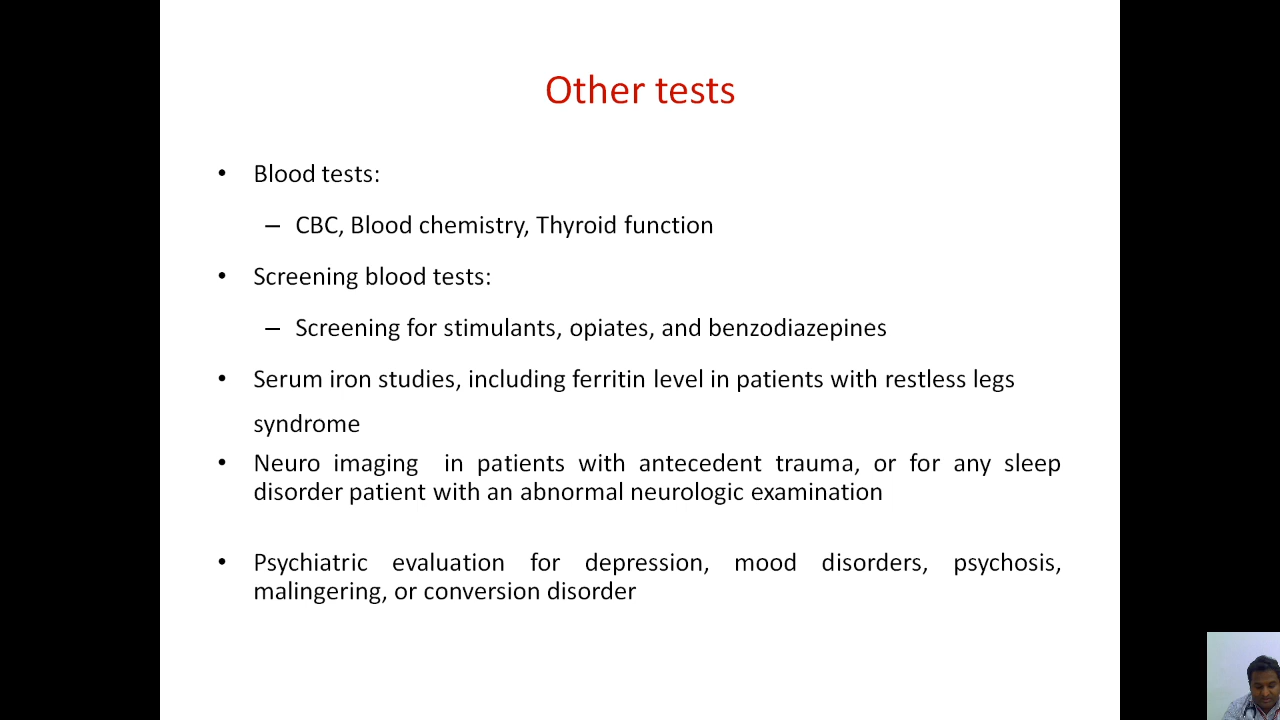 Other tests
• Blood tests:
– CBC, Blood chemistry, Thyroid function
• Screening blood tests:
– Screening for stimulants, opiates, and benzodiazepines
• Serum iron studies, including ferritin level in patients with restless legs
syndrome
• Neuro imaging in patients with antecedent trauma, or for any sleep
disorder patient with an abnormal neurologic examination
• Psychiatric evaluation for depression, mood disorders, psychosis,
malingering, or conversion disorder